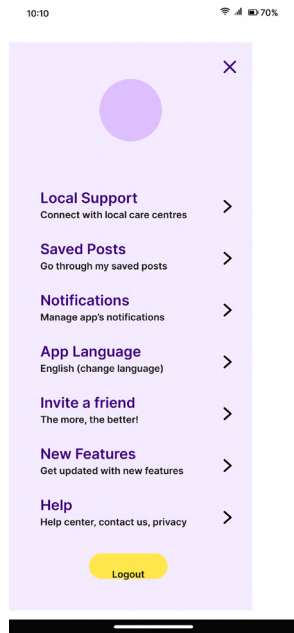 10:10
70%
Local Support
Connect with local care centres
Saved Posts
Go through my saved posts
Notifications
Manage app's notifications
App Language
English (change language)
Invite a friend
The more, the better!
New Features
Get updated with new features
Help
Help center, contact us, privacy
Logout